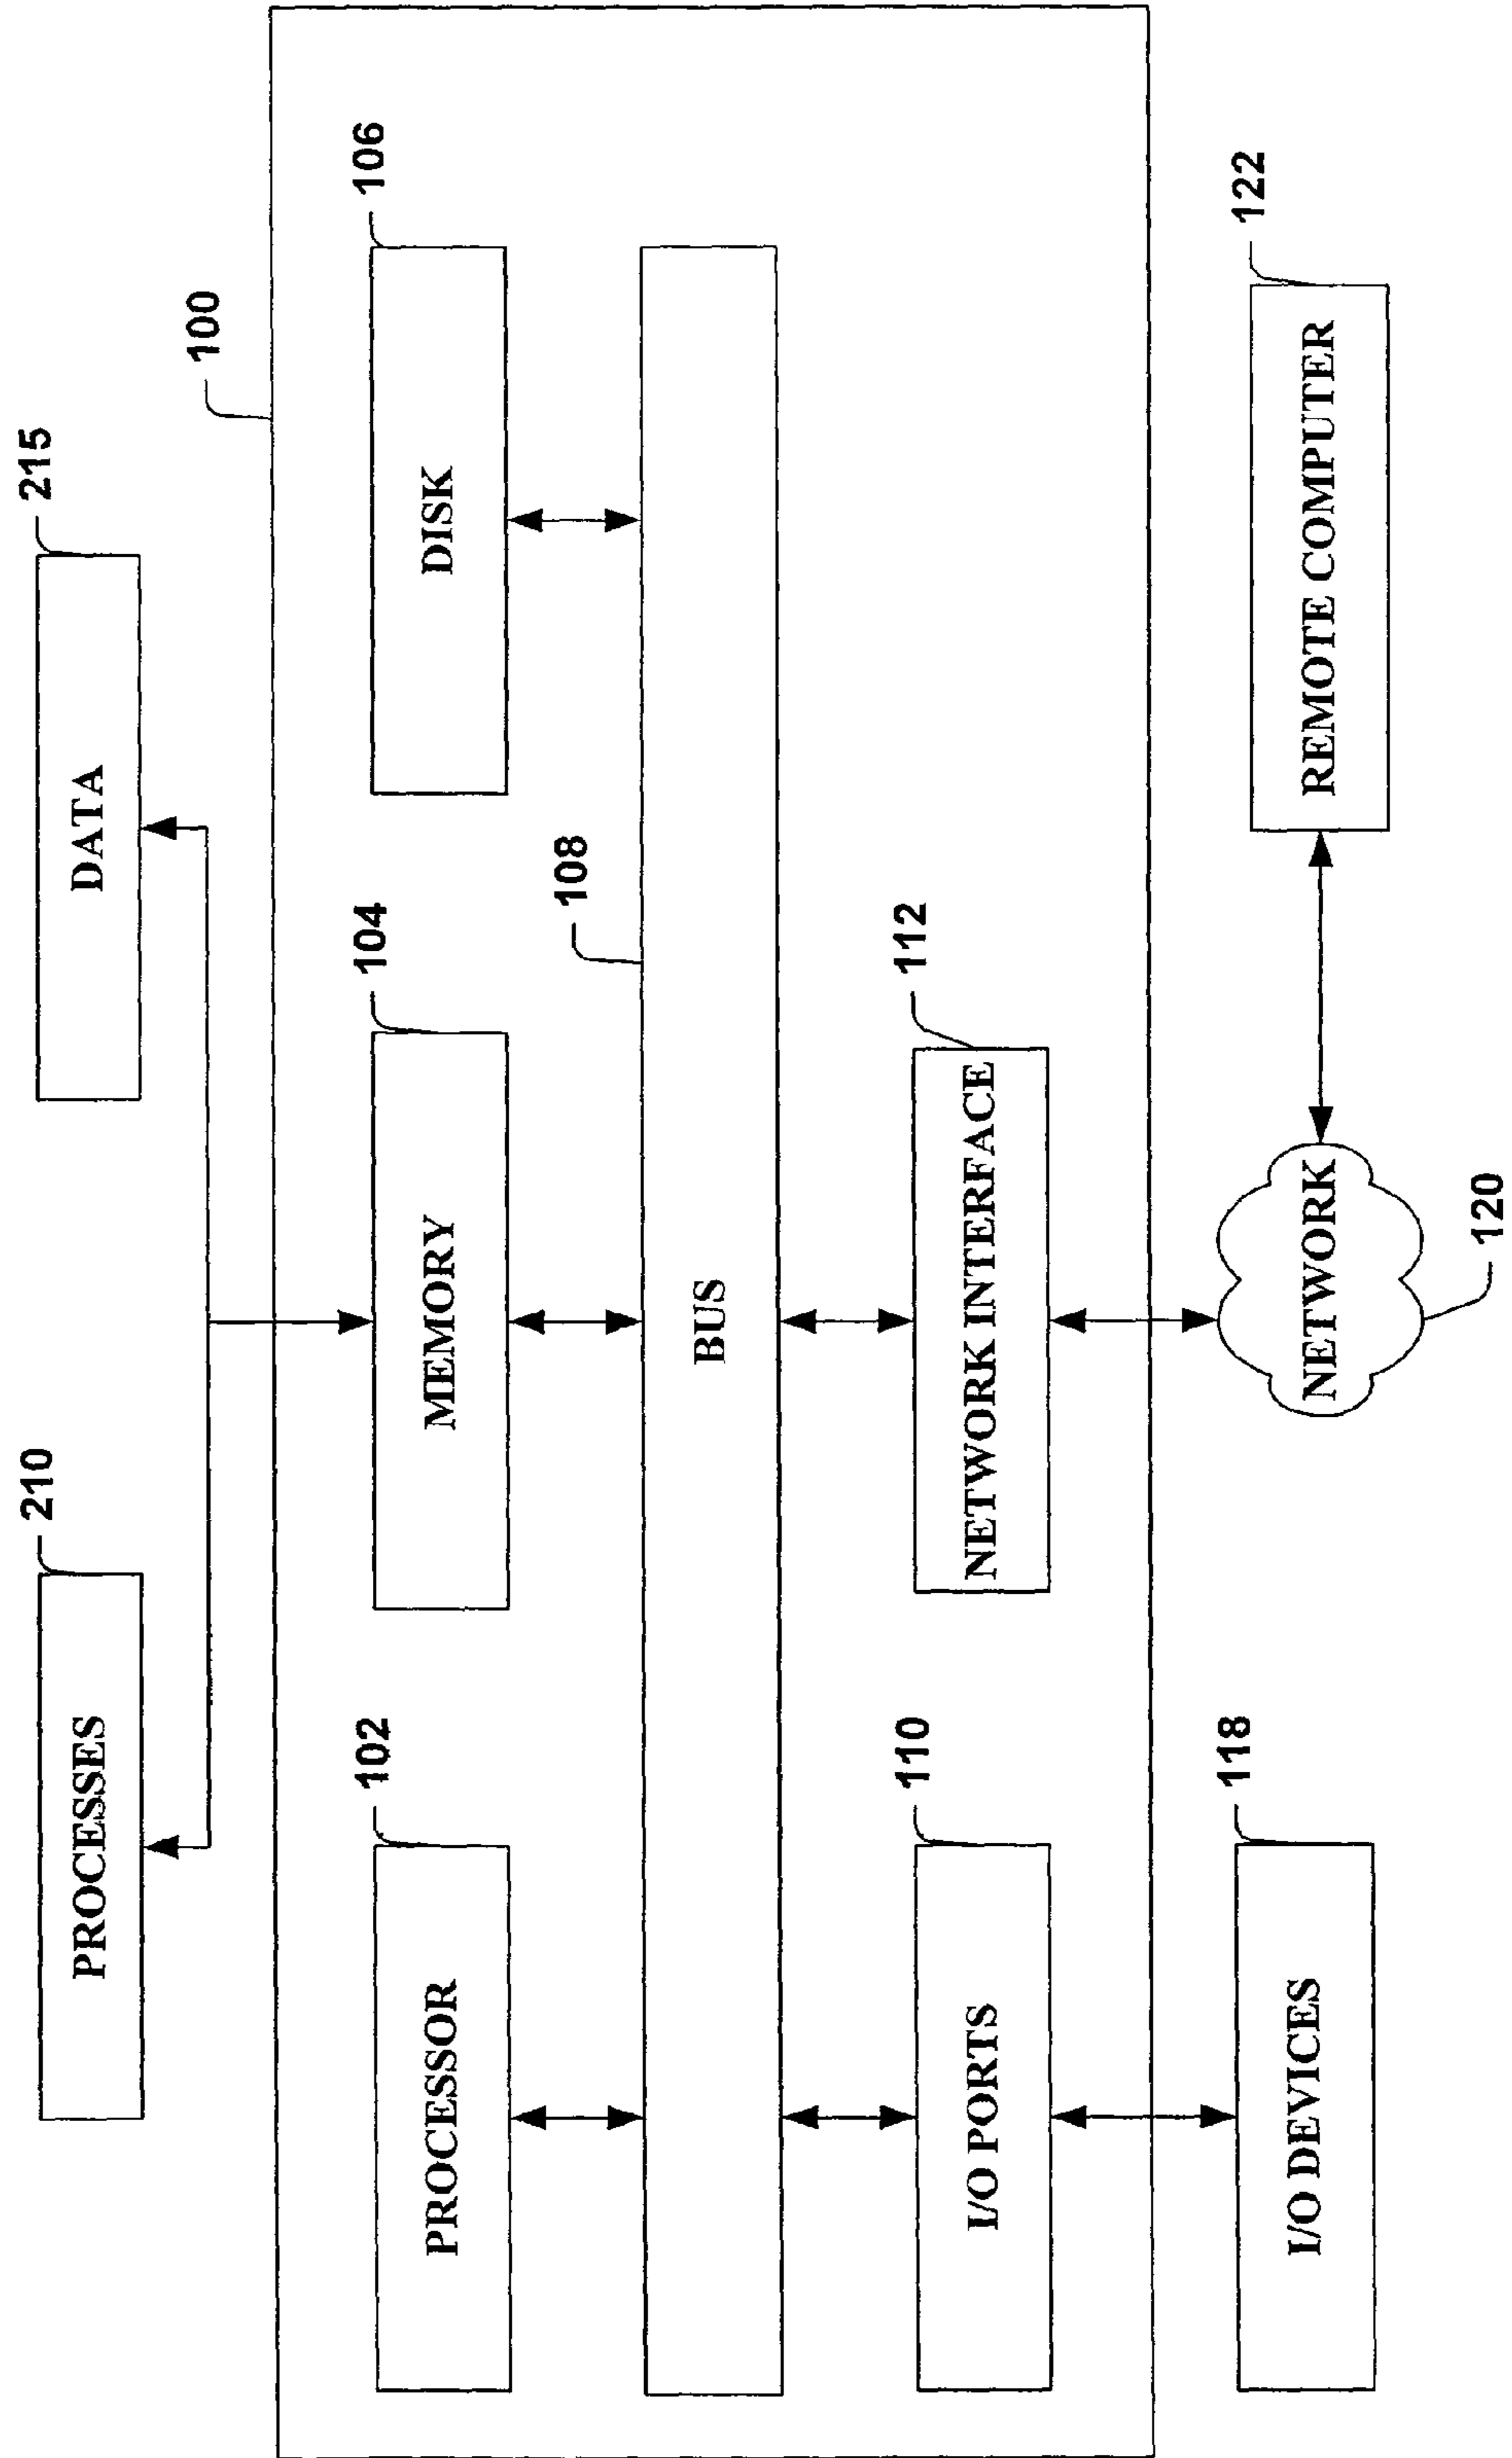 PROCESSES
210
DATA
215
100
PROCESSOR
102
MEMORY
104
DISK
106
108
BUS
I/O PORTS
110
NETWORK INTERFACE
112
I/O DEVICES
118
NETWORK
120
REMOTE COMPUTER
122